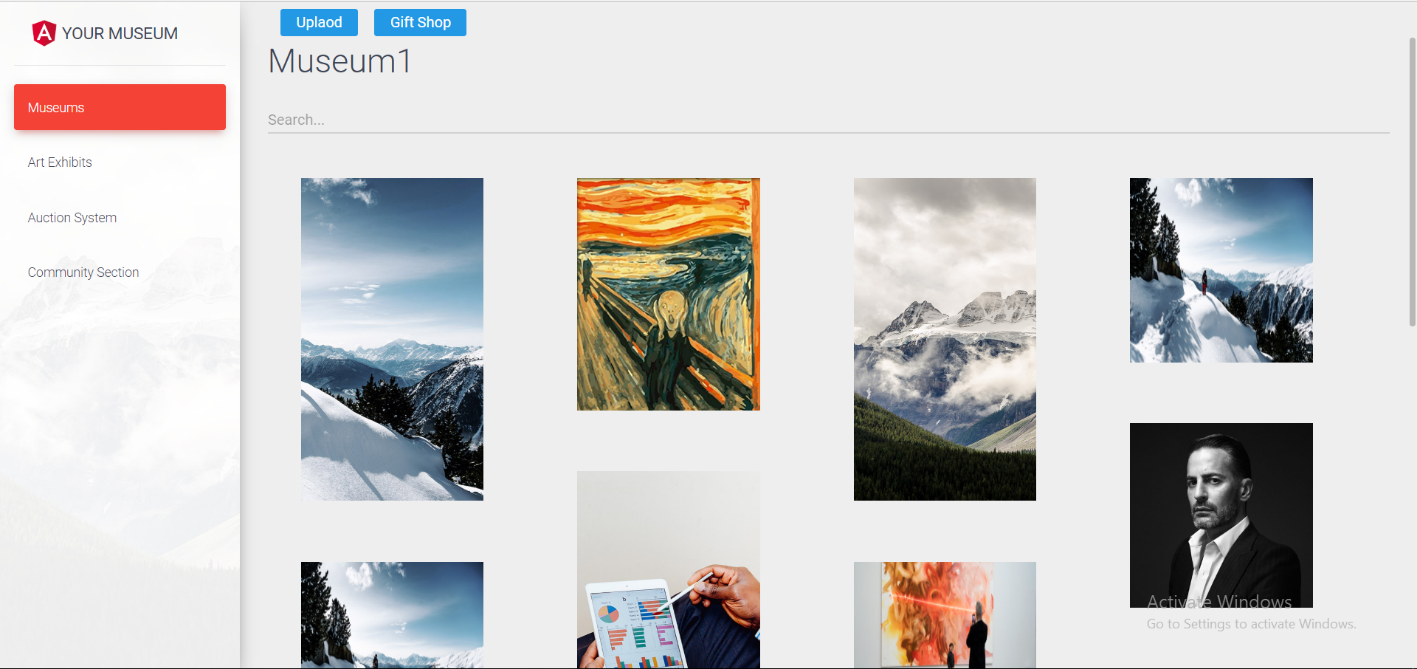 YOUR MUSEUM
Museums
Art Exhibits
Auction System
Community Section
Uplaod
Gift Shop
Museum1
Search...
Activate Windows
Go to Settings to activate Windows.